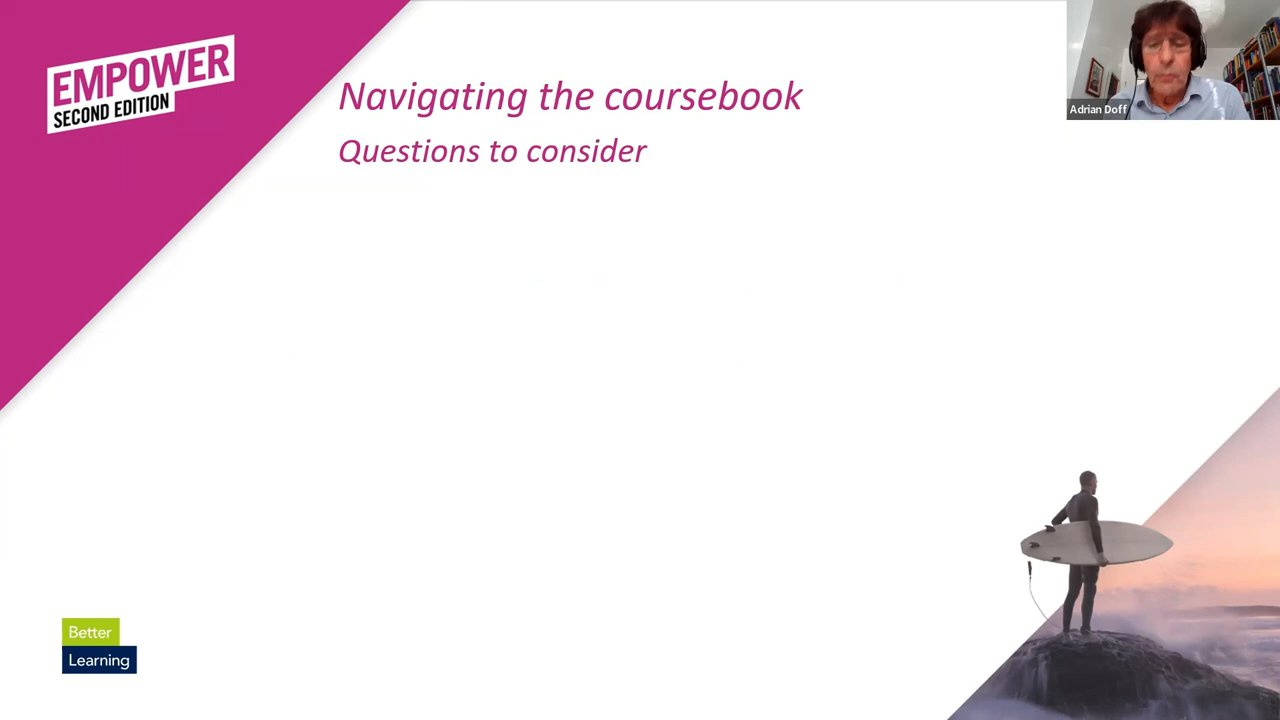 EMPOWER
SECOND EDITION
Navigating the coursebook
Questions to consider
Adrian Doff
Better
Learning